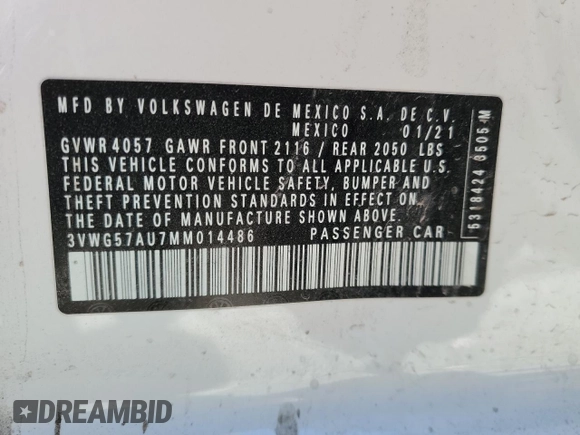 MFD BY VOLKSWAGEN DE MEXICO S.A. DE C.V.
MEXICO 01/21
GVWR 4057 GAWR FRONT 2116 / REAR 2050 LBS
THIS VEHICLE CONFORMS TO ALL APPLICABLE U.S.
FEDERAL MOTOR VEHICLE SAFETY, BUMPER AND
THEFT PREVENTION STANDARDS IN EFFECT ON
THE DATE OF MANUFACTURE SHOWN ABOVE.
3VWG57AU7MM014486 PASSENGER CAR
5318424 3505 M
DREAMBID